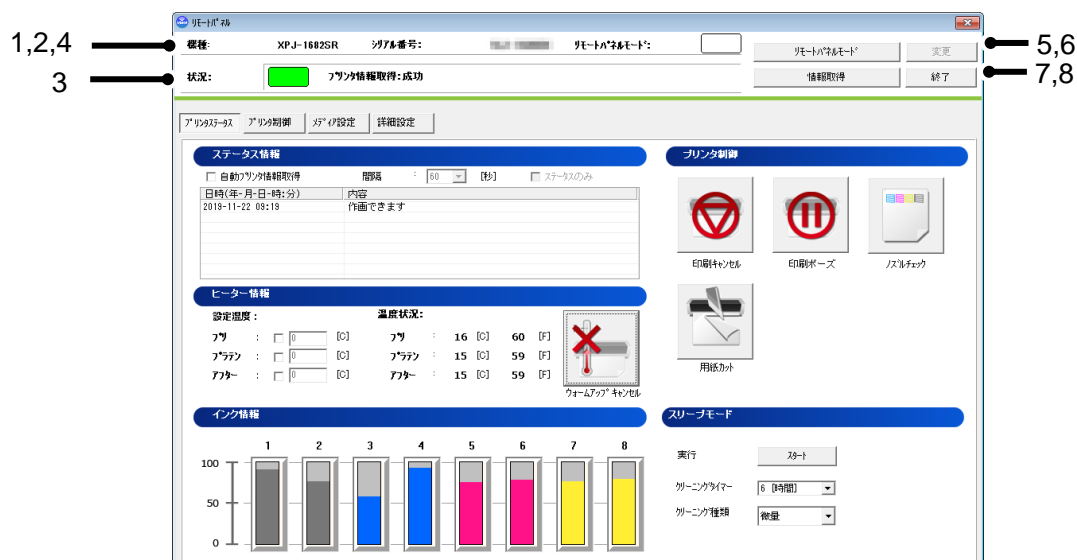 リモートパネル
1,2,4
機種: XPJ-1682SR シリアル番号: リモートパネルモード:
リモートパネルモード 変更
5,6
3
状況: プリンタ情報取得:成功
情報取得 終了
7,8
プリンタステータス プリンタ制御 メディア設定 詳細設定
ステータス情報
自動プリンタ情報取得 間隔 : 60 [秒] ステータスのみ
日時(年-月-日-時:分) 内容
2019-11-22 09:19 作画できます
ヒーター情報
設定温度: 温度状況:
プリ : 0 [C] プリ : 16 [C] 60 [F]
プラテン : 0 [C] プラテン : 15 [C] 59 [F]
アフター : 0 [C] アフター : 15 [C] 59 [F]
ウォームアップキャンセル
インク情報
1 2 3 4 5 6 7 8
100
50
0
プリンタ制御
印刷キャンセル 印刷ポーズ ノズルチェック
用紙カット
スリープモード
実行 スタート
クリーニングタイマー 6 [時間]
クリーニング種類 微量